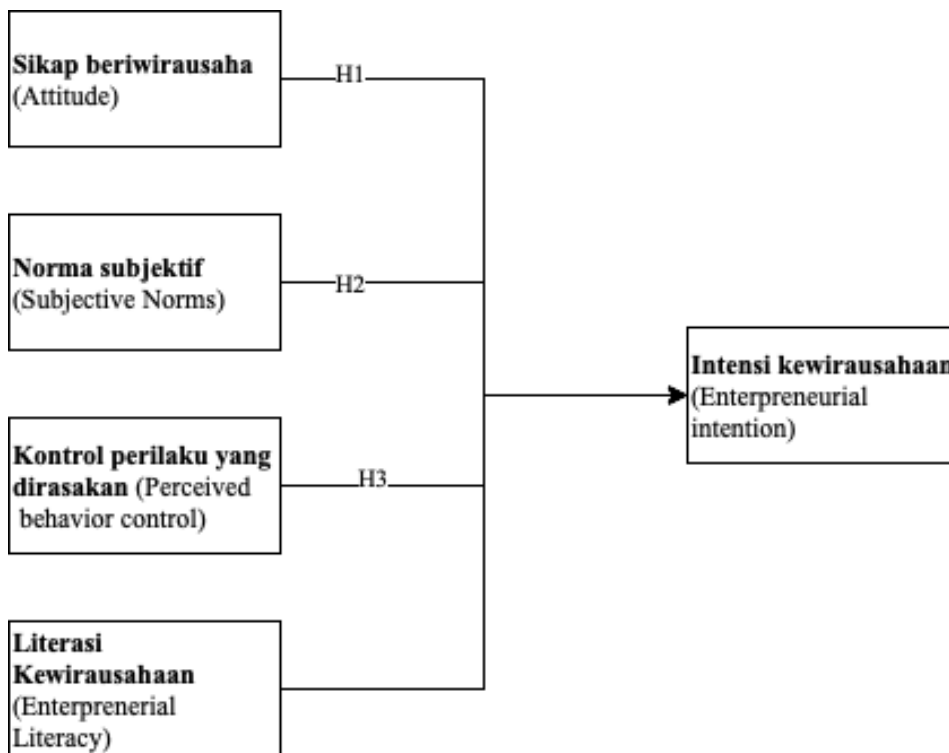 Sikap beriwirausaha
(Attitude)
H1
Norma subjektif
(Subjective Norms)
H2
Intensi kewirausahaan
(Enterpreneurial
intention)
Kontrol perilaku yang
dirasakan (Perceived
behavior control)
H3
Literasi
Kewirausahaan
(Enterprenerial
Literacy)